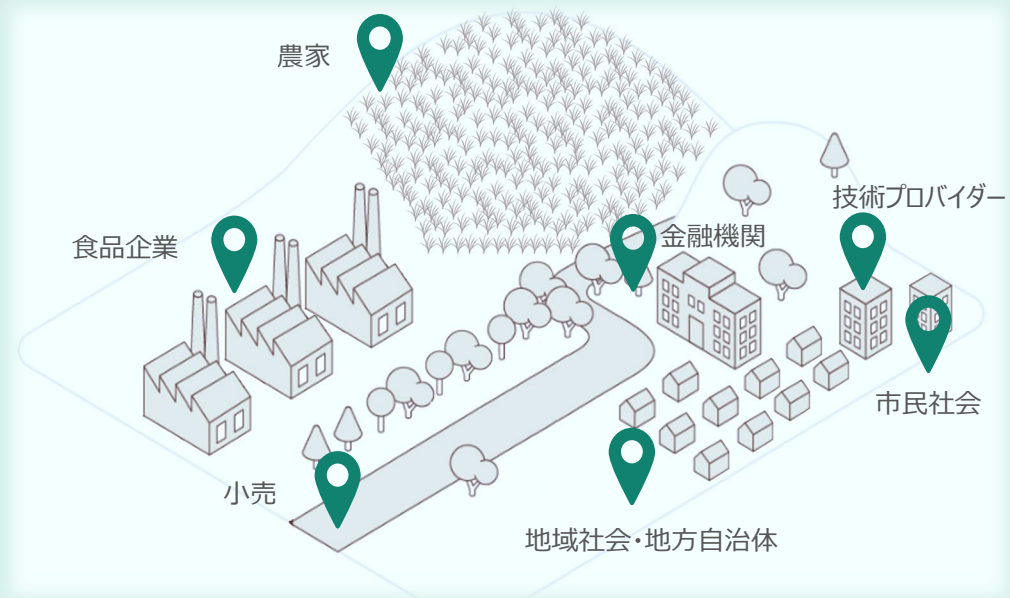 農家
技術プロバイダー
食品企業
金融機関
市民社会
小売
地域社会・地方自治体